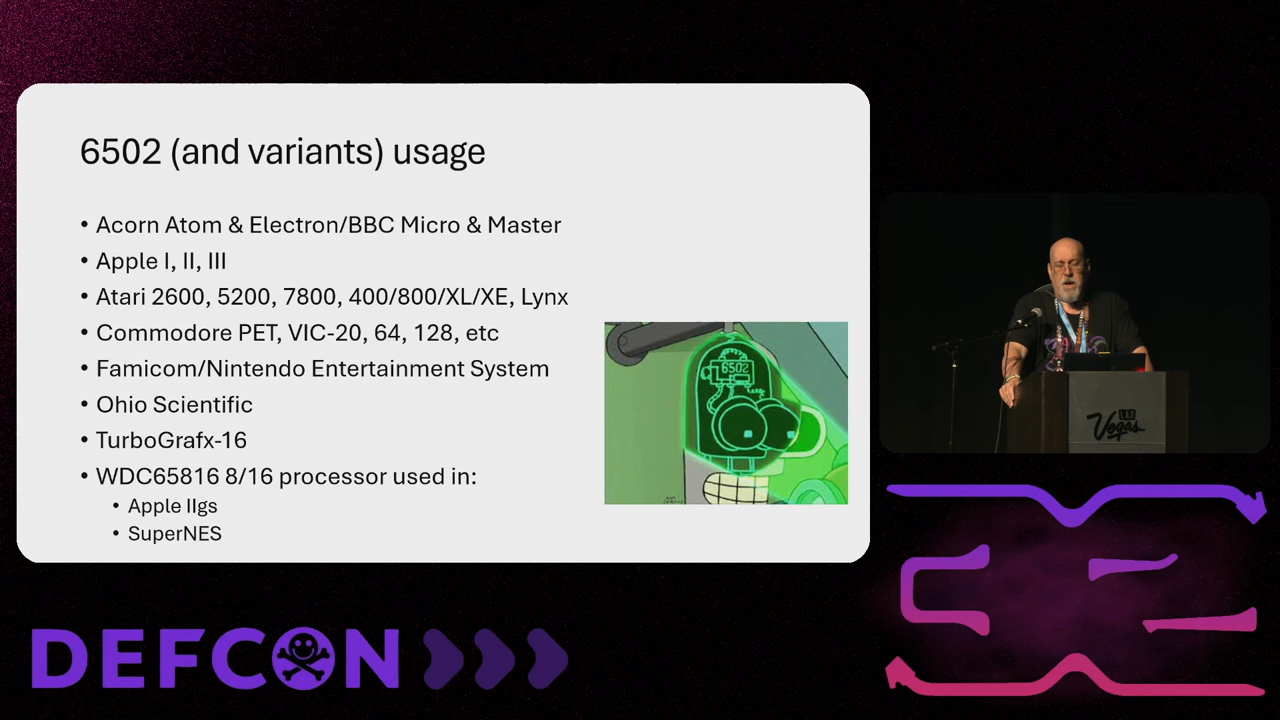 6502 (and variants) usage
• Acorn Atom & Electron/BBC Micro & Master
• Apple I, II, III
• Atari 2600, 5200, 7800, 400/800/XL/XE, Lynx
• Commodore PET, VIC-20, 64, 128, etc
• Famicom/Nintendo Entertainment System
• Ohio Scientific
• TurboGrafx-16
• WDC65816 8/16 processor used in:
• Apple IIgs
• SuperNES
6502
Vegas
DEFCON